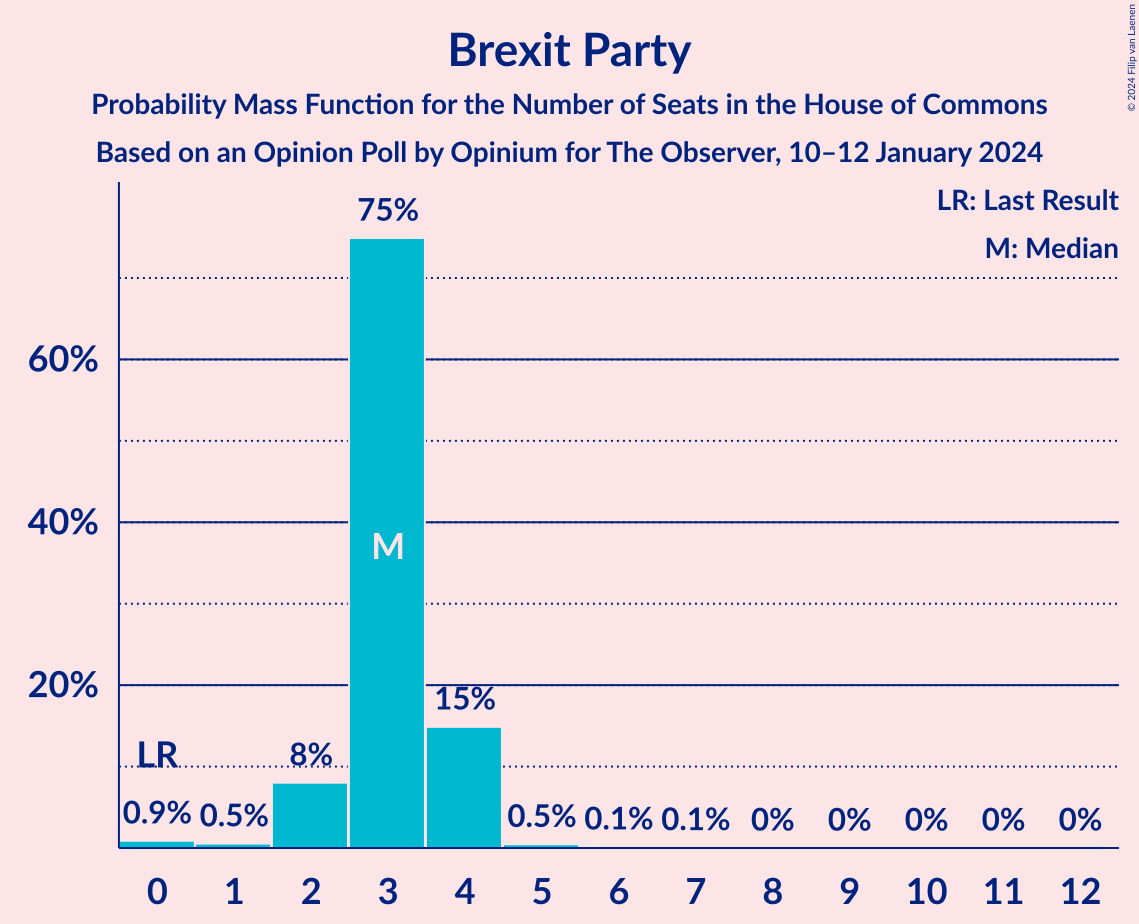 Brexit Party
Probability Mass Function for the Number of Seats in the House of Commons
Based on an Opinion Poll by Opinium for The Observer, 10–12 January 2024
© 2024 Filip van Laenen
LR: Last Result
M: Median
75%
60%
40%
M
20%
15%
LR
8%
0.9% 0.5% 0.5% 0.1% 0.1% 0% 0% 0% 0% 0%
0 1 2 3 4 5 6 7 8 9 10 11 12